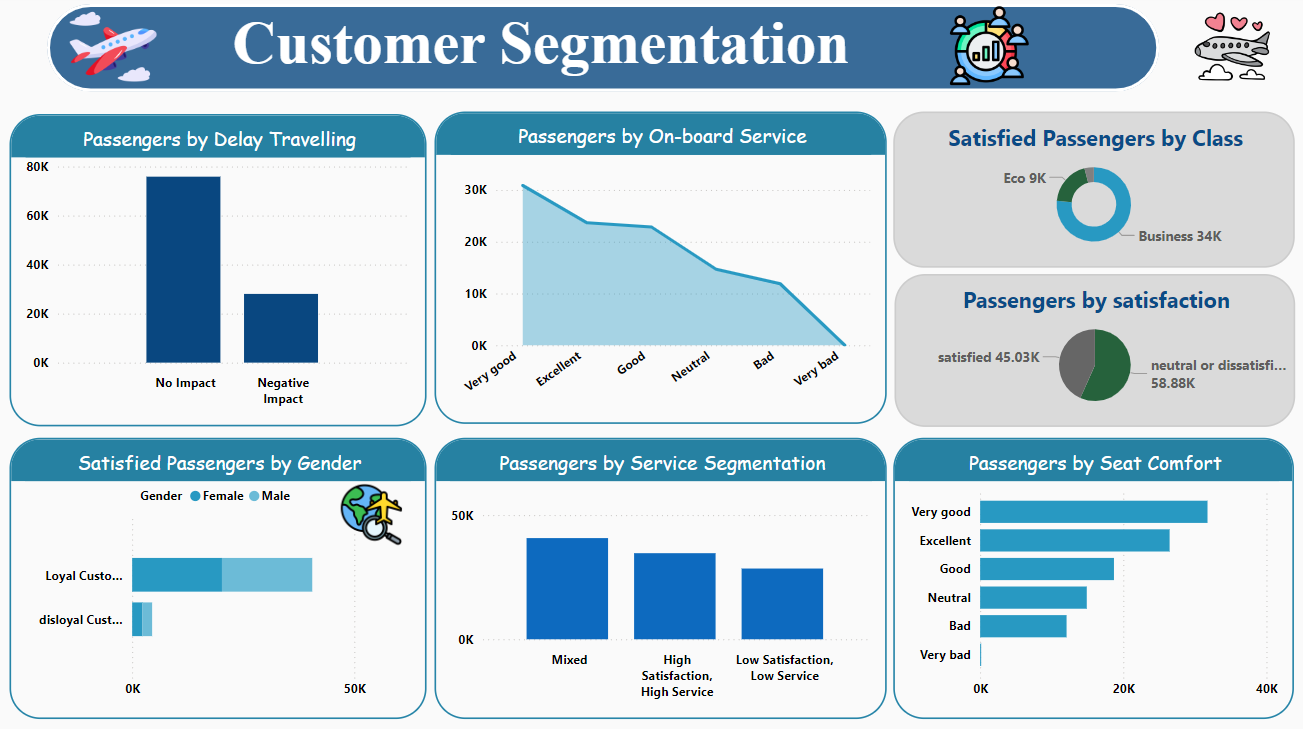 Customer Segmentation
Passengers by Delay Travelling
80K
60K
40K
20K
0K
No Impact
Negative
Impact
Passengers by On-board Service
30K
20K
10K
0K
Very good
Excellent
Good
Neutral
Bad
Very bad
Satisfied Passengers by Class
Eco 9K
Business 34K
Passengers by satisfaction
satisfied 45.03K
neutral or dissatisfi...
58.88K
Satisfied Passengers by Gender
Gender Female Male
Loyal Custo...
disloyal Cust...
0K
50K
Passengers by Service Segmentation
50K
0K
Mixed
High
Satisfaction,
High Service
Low Satisfaction,
Low Service
Passengers by Seat Comfort
Very good
Excellent
Good
Neutral
Bad
Very bad
0K
20K
40K